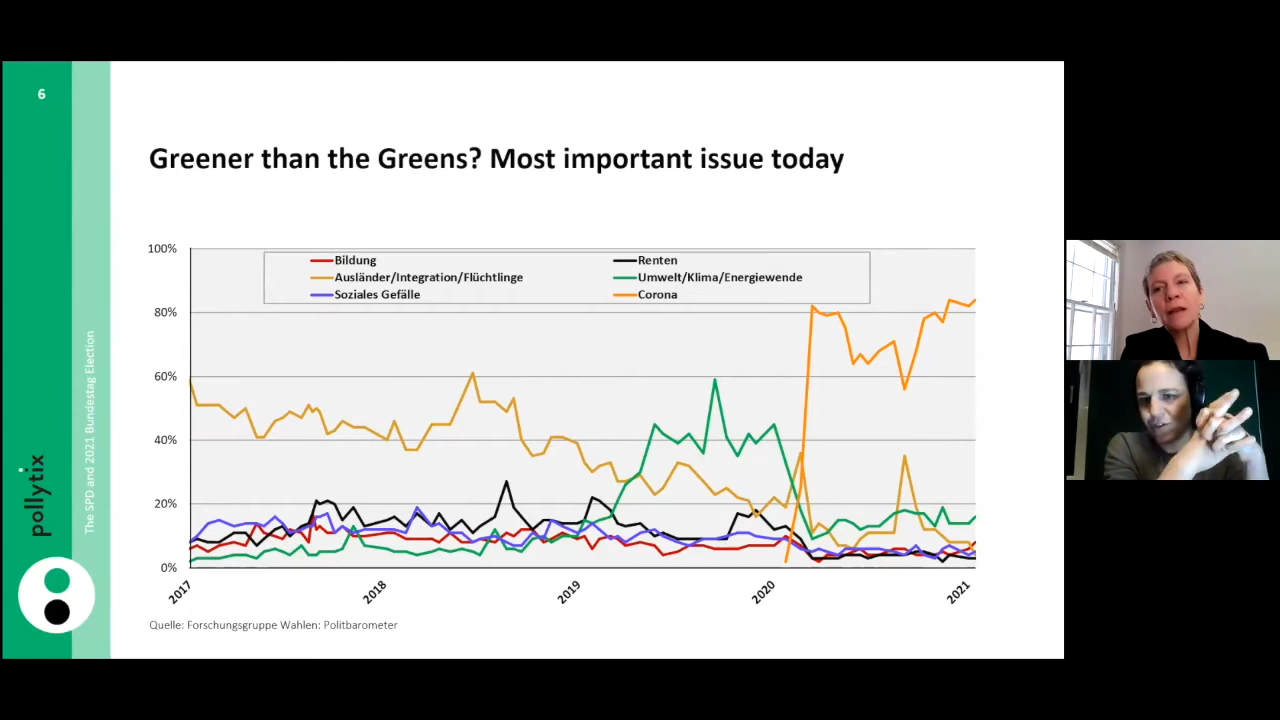 6
Greener than the Greens? Most important issue today
100%
80%
60%
40%
20%
0%
Bildung
Renten
Ausländer/Integration/Flüchtlinge
Umwelt/Klima/Energiewende
Soziales Gefälle
Corona
2017
2018
2019
2020
2021
Quelle: Forschungsgruppe Wahlen: Politbarometer
The SPD and 2021 Bundestag Election
pollytix